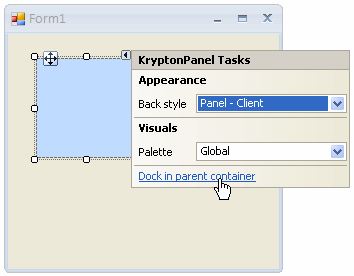 Form1
KryptonPanel Tasks
Appearance
Back style Panel - Client
Visuals
Palette Global
Dock in parent container